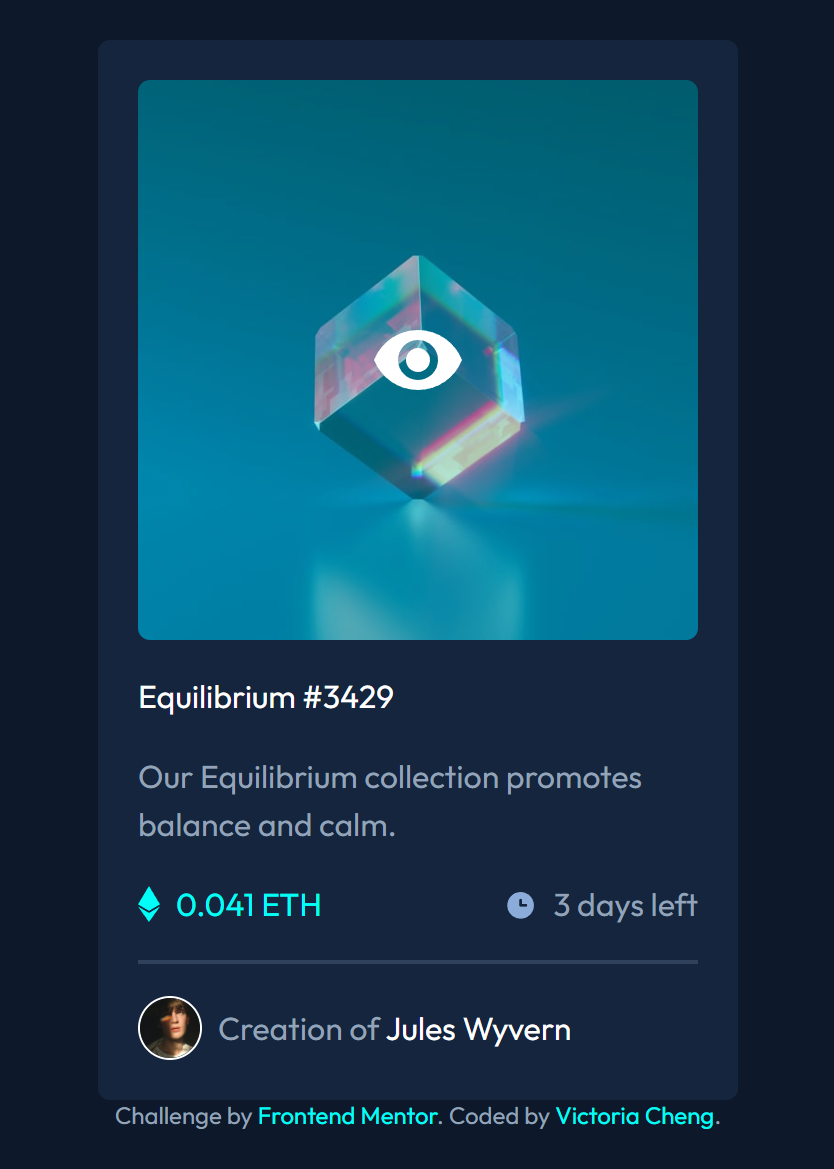 Equilibrium #3429
Our Equilibrium collection promotes
balance and calm.
0.041 ETH
3 days left
Creation of Jules Wyvern
Challenge by Frontend Mentor. Coded by Victoria Cheng.